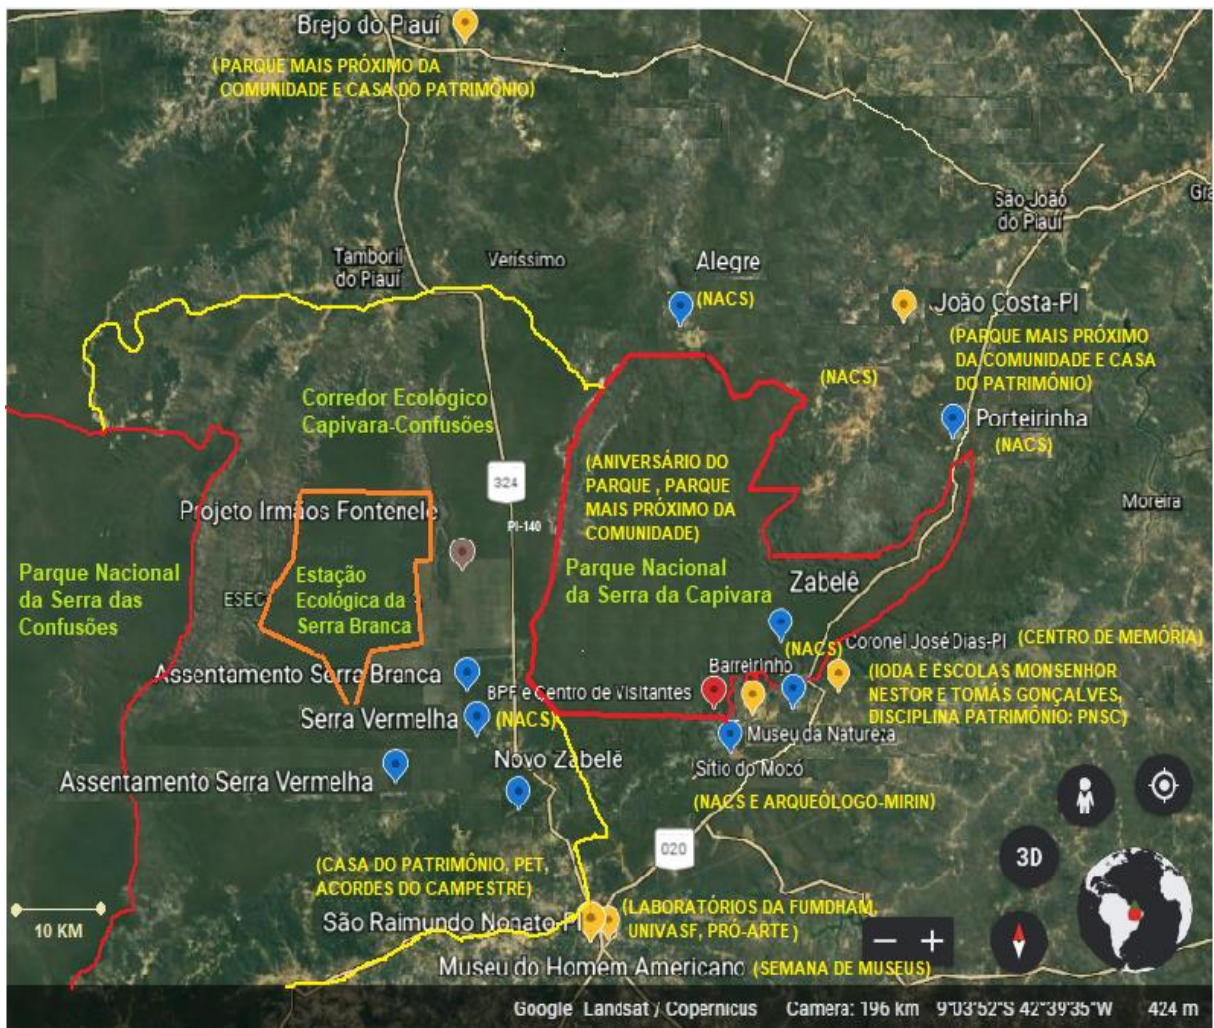 Brejo do Piauí
(PARQUE MAIS PRÓXIMO DA
COMUNIDADE E CASA DO PATRIMÔNIO)
São João
do Piauí
Tamboril
do Piauí
Veríssimo
Alegre
(NACS)
João Costa-PI
(PARQUE MAIS PRÓXIMO
DA COMUNIDADE E CASA
DO PATRIMÔNIO)
(NACS)
Corredor Ecológico
Capivara-Confusões
Porteirinha
(NACS)
(ANIVERSÁRIO DO
PARQUE , PARQUE
MAIS PRÓXIMO DA
COMUNIDADE)
324
PI-140
Moreira
Projeto Irmãos Fontenele
Parque Nacional
da Serra das
Confusões
ESEC
Estação
Ecológica da
Serra Branca
Parque Nacional
da Serra da Capivara
Zabelê
(NACS)
Coronel José Dias-PI
(CENTRO DE MEMÓRIA)
Barreirinho
(IODA E ESCOLAS MONSENHOR
NESTOR E TOMÁS GONÇALVES,
DISCIPLINA PATRIMÔNIO: PNSC)
Assentamento Serra Branca
BPF e Centro de Visitantes
Serra Vermelha
(NACS)
Museu da Natureza
Novo Zabelê
Sítio do Mocó
Assentamento Serra Vermelha
(NACS E ARQUEÓLOGO-MIRIN)
020
3D
(CASA DO PATRIMÔNIO, PET,
ACORDES DO CAMPESTRE)
10 KM
São Raimundo Nonato-PI
(LABORATÓRIOS DA FUMDHAM,
UNIVASF, PRÓ-ARTE )
Museu do Homem Americano
(SEMANA DE MUSEUS)
Google Landsat / Copernicus Camera: 196 km 9°03'52"S 42°39'35"W 424 m